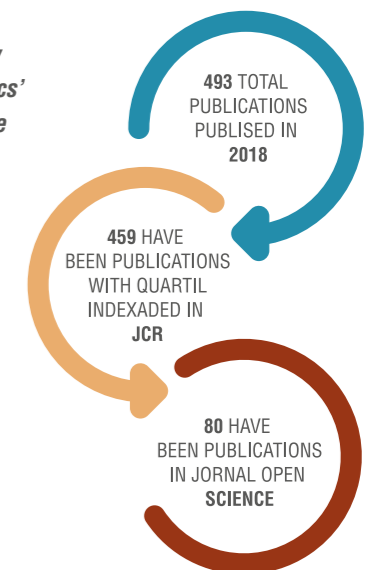 cs'
493 TOTAL
PUBLICATIONS
PUBLISED IN
2018
459 HAVE
BEEN PUBLICATIONS
WITH QUARTIL
INDEXADED IN
JCR
80 HAVE
BEEN PUBLICATIONS
IN JORNAL OPEN
SCIENCE